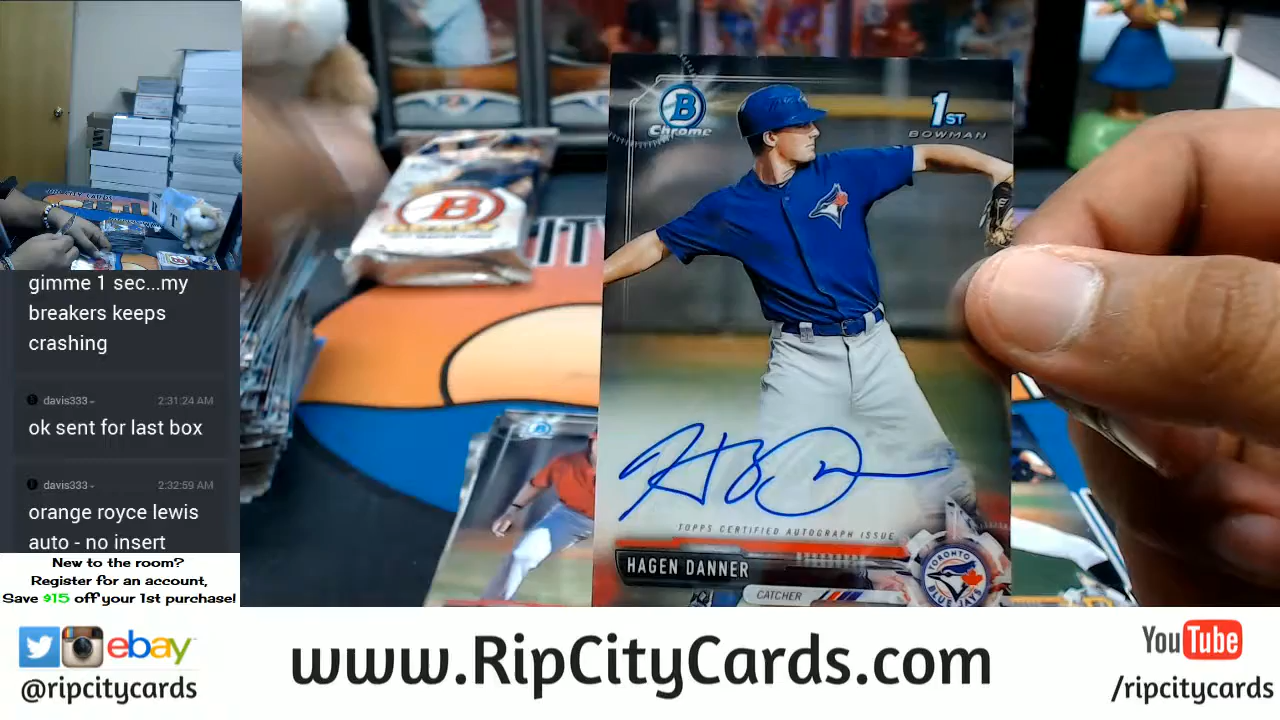 gimme 1 sec...my
breakers keeps
crashing
davis333
2:31:24 AM
ok sent for last box
davis333
2:32:59 AM
orange royce lewis
auto - no insert
New to the room?
Register for an account,
Save $15 off your 1st purchase!
B
Chrome
1ST
BOWMAN
TOPPS CERTIFIED AUTOGRAPH ISSUE
HAGEN DANNER
CATCHER
TORONTO
BLUE JAYS
B
IT
ebay
@ripcitycards
www.RipCityCards.com
YouTube
/ripcitycards